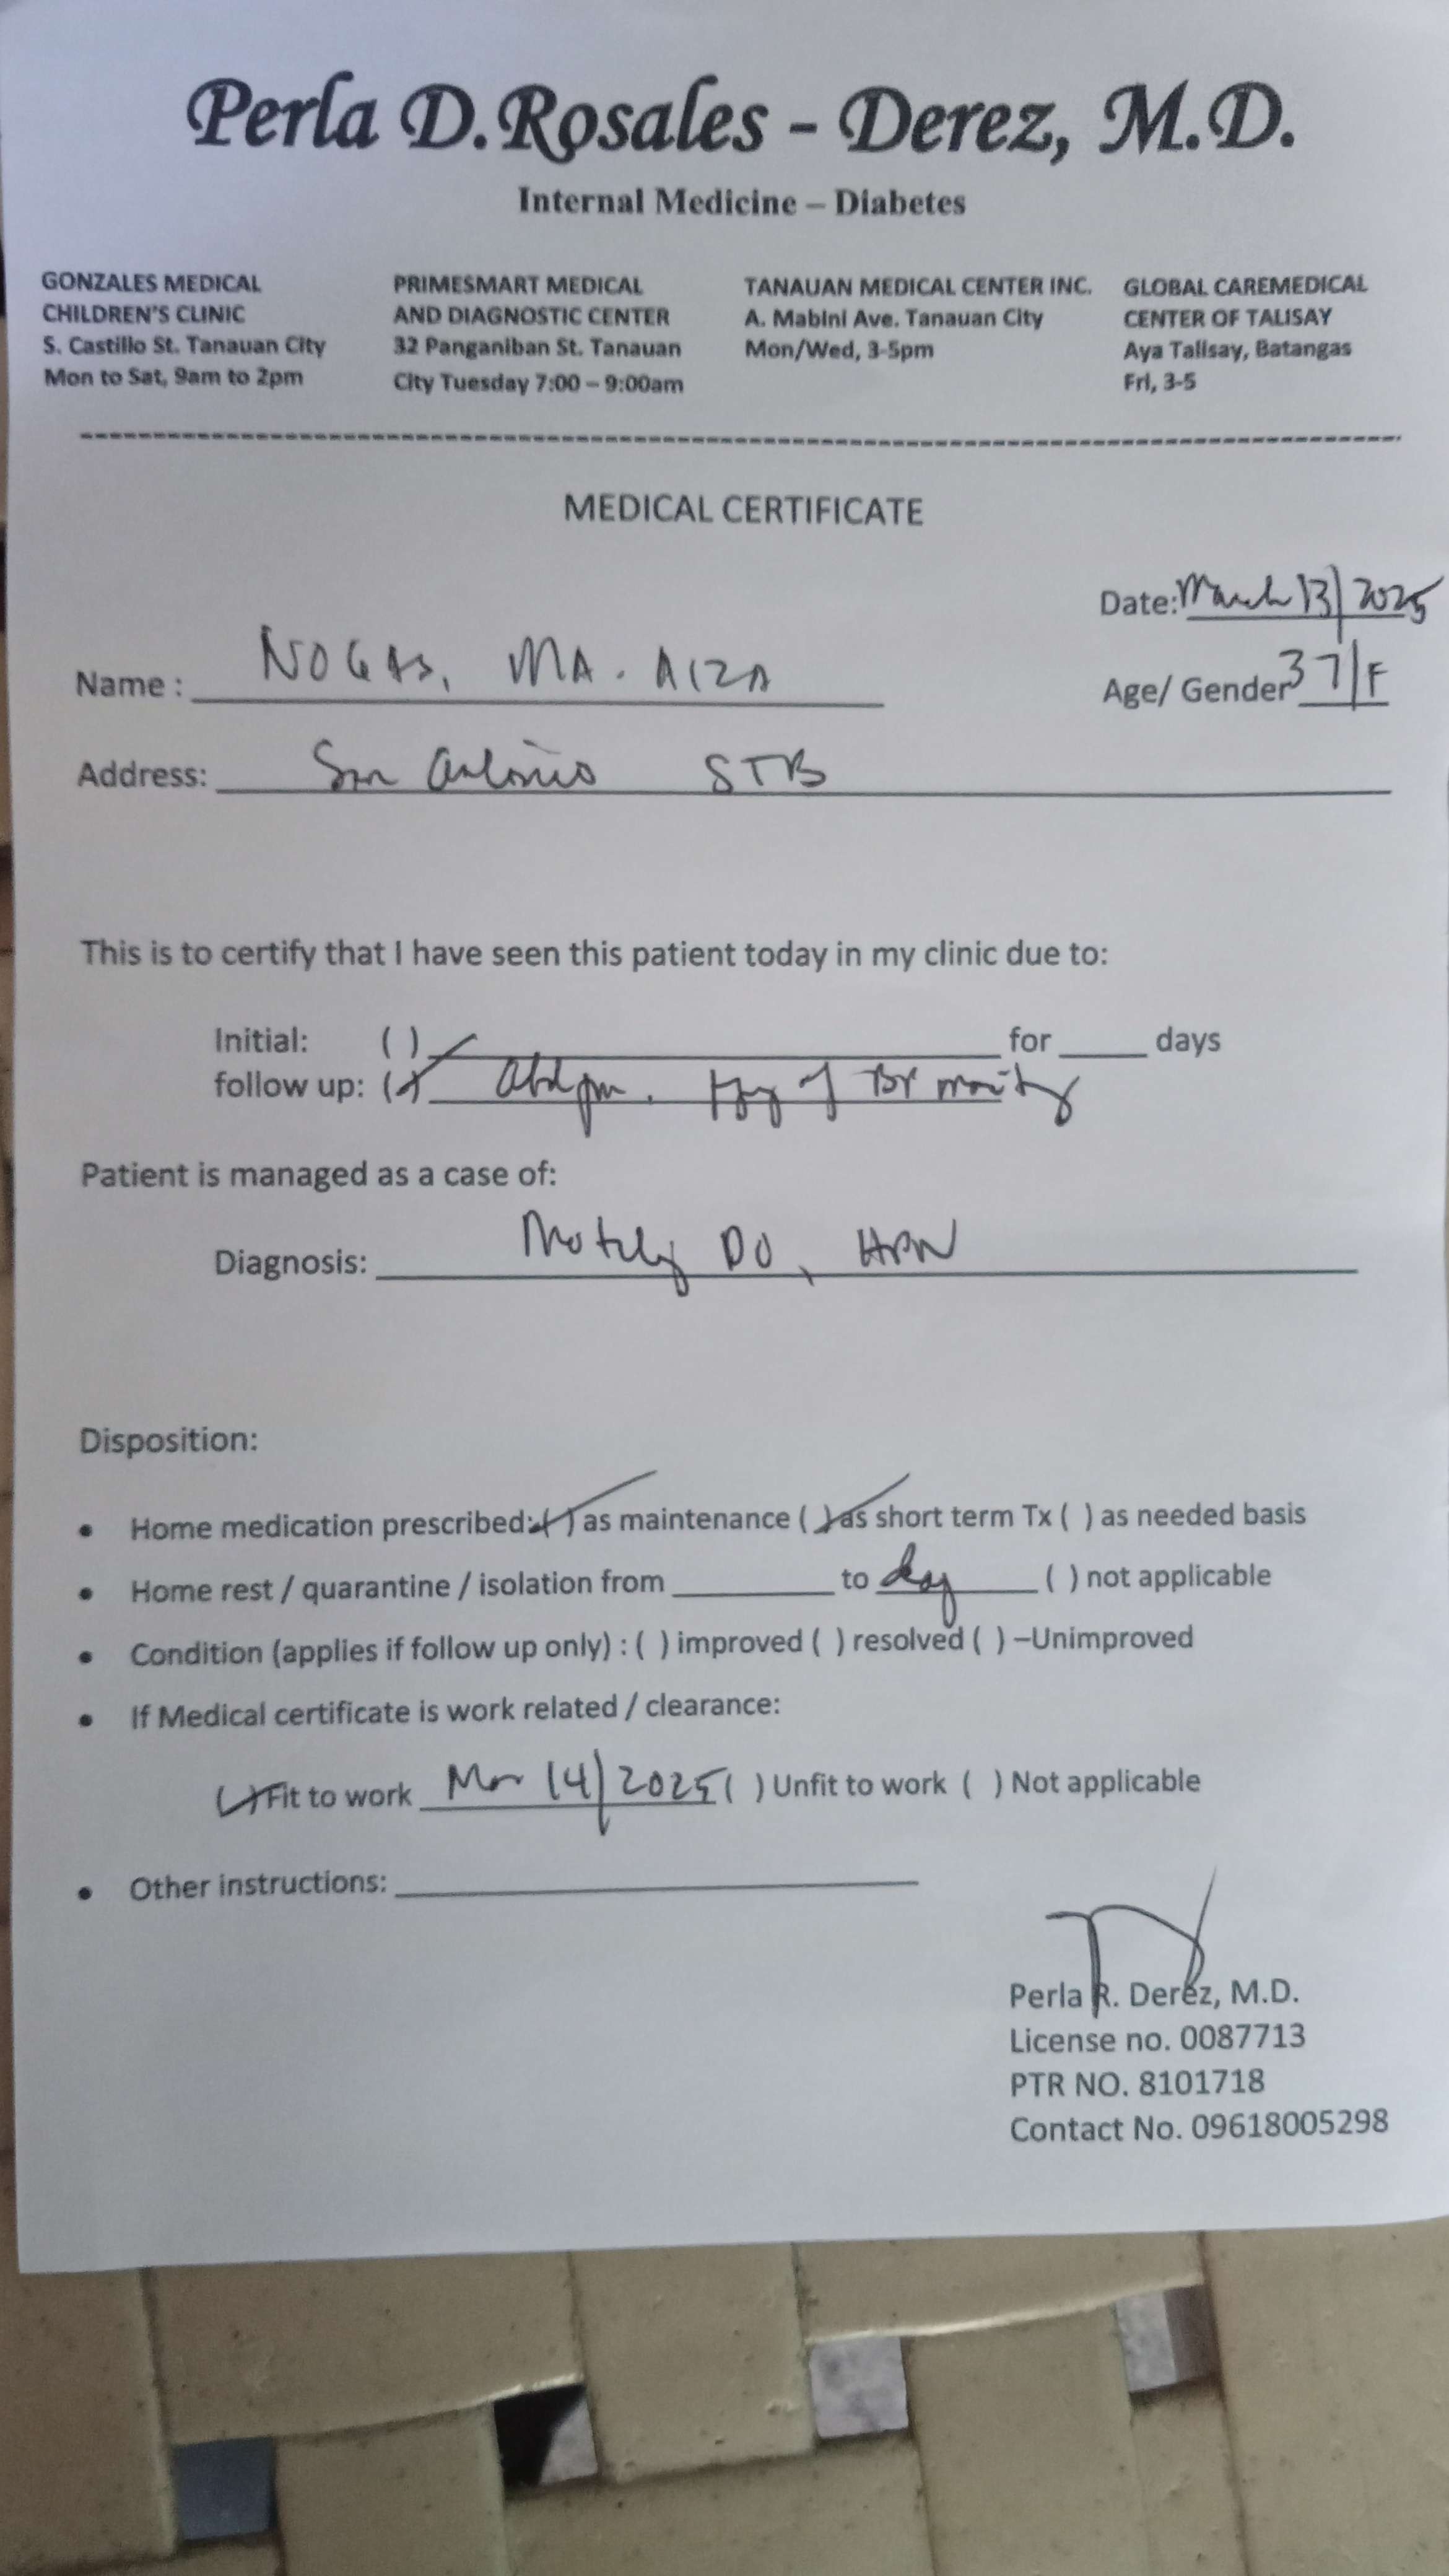 Perla D. Rosales - Derez, M.D.
Internal Medicine – Diabetes
GONZALES MEDICAL
CHILDREN'S CLINIC
S. Castillo St. Tanauan City
Mon to Sat, 9am to 2pm
PRIMESMART MEDICAL
AND DIAGNOSTIC CENTER
32 Panganiban St. Tanauan
City Tuesday 7:00 – 9:00am
TANAUAN MEDICAL CENTER INC.
A. Mabini Ave. Tanauan City
Mon/Wed, 3-5pm
GLOBAL CAREMEDICAL
CENTER OF TALISAY
Aya Talisay, Batangas
Fri, 3-5
MEDICAL CERTIFICATE
Date: March 13/2025
Name : NOGAS, MA. AIZA
Age/ Gender 37/F
Address: San Antonio STB
This is to certify that I have seen this patient today in my clinic due to:
Initial: ( ) for days
follow up: (✓)
Patient is managed as a case of:
Diagnosis: Motility DO, HPN
Disposition:
• Home medication prescribed: (✓) as maintenance (✓) as short term Tx ( ) as needed basis
• Home rest / quarantine / isolation from to ( ) not applicable
• Condition (applies if follow up only) : ( ) improved ( ) resolved ( ) –Unimproved
• If Medical certificate is work related / clearance:
(✓) Fit to work Mar 14/2025 ( ) Unfit to work ( ) Not applicable
• Other instructions:
Perla R. Derez, M.D.
License no. 0087713
PTR NO. 8101718
Contact No. 09618005298